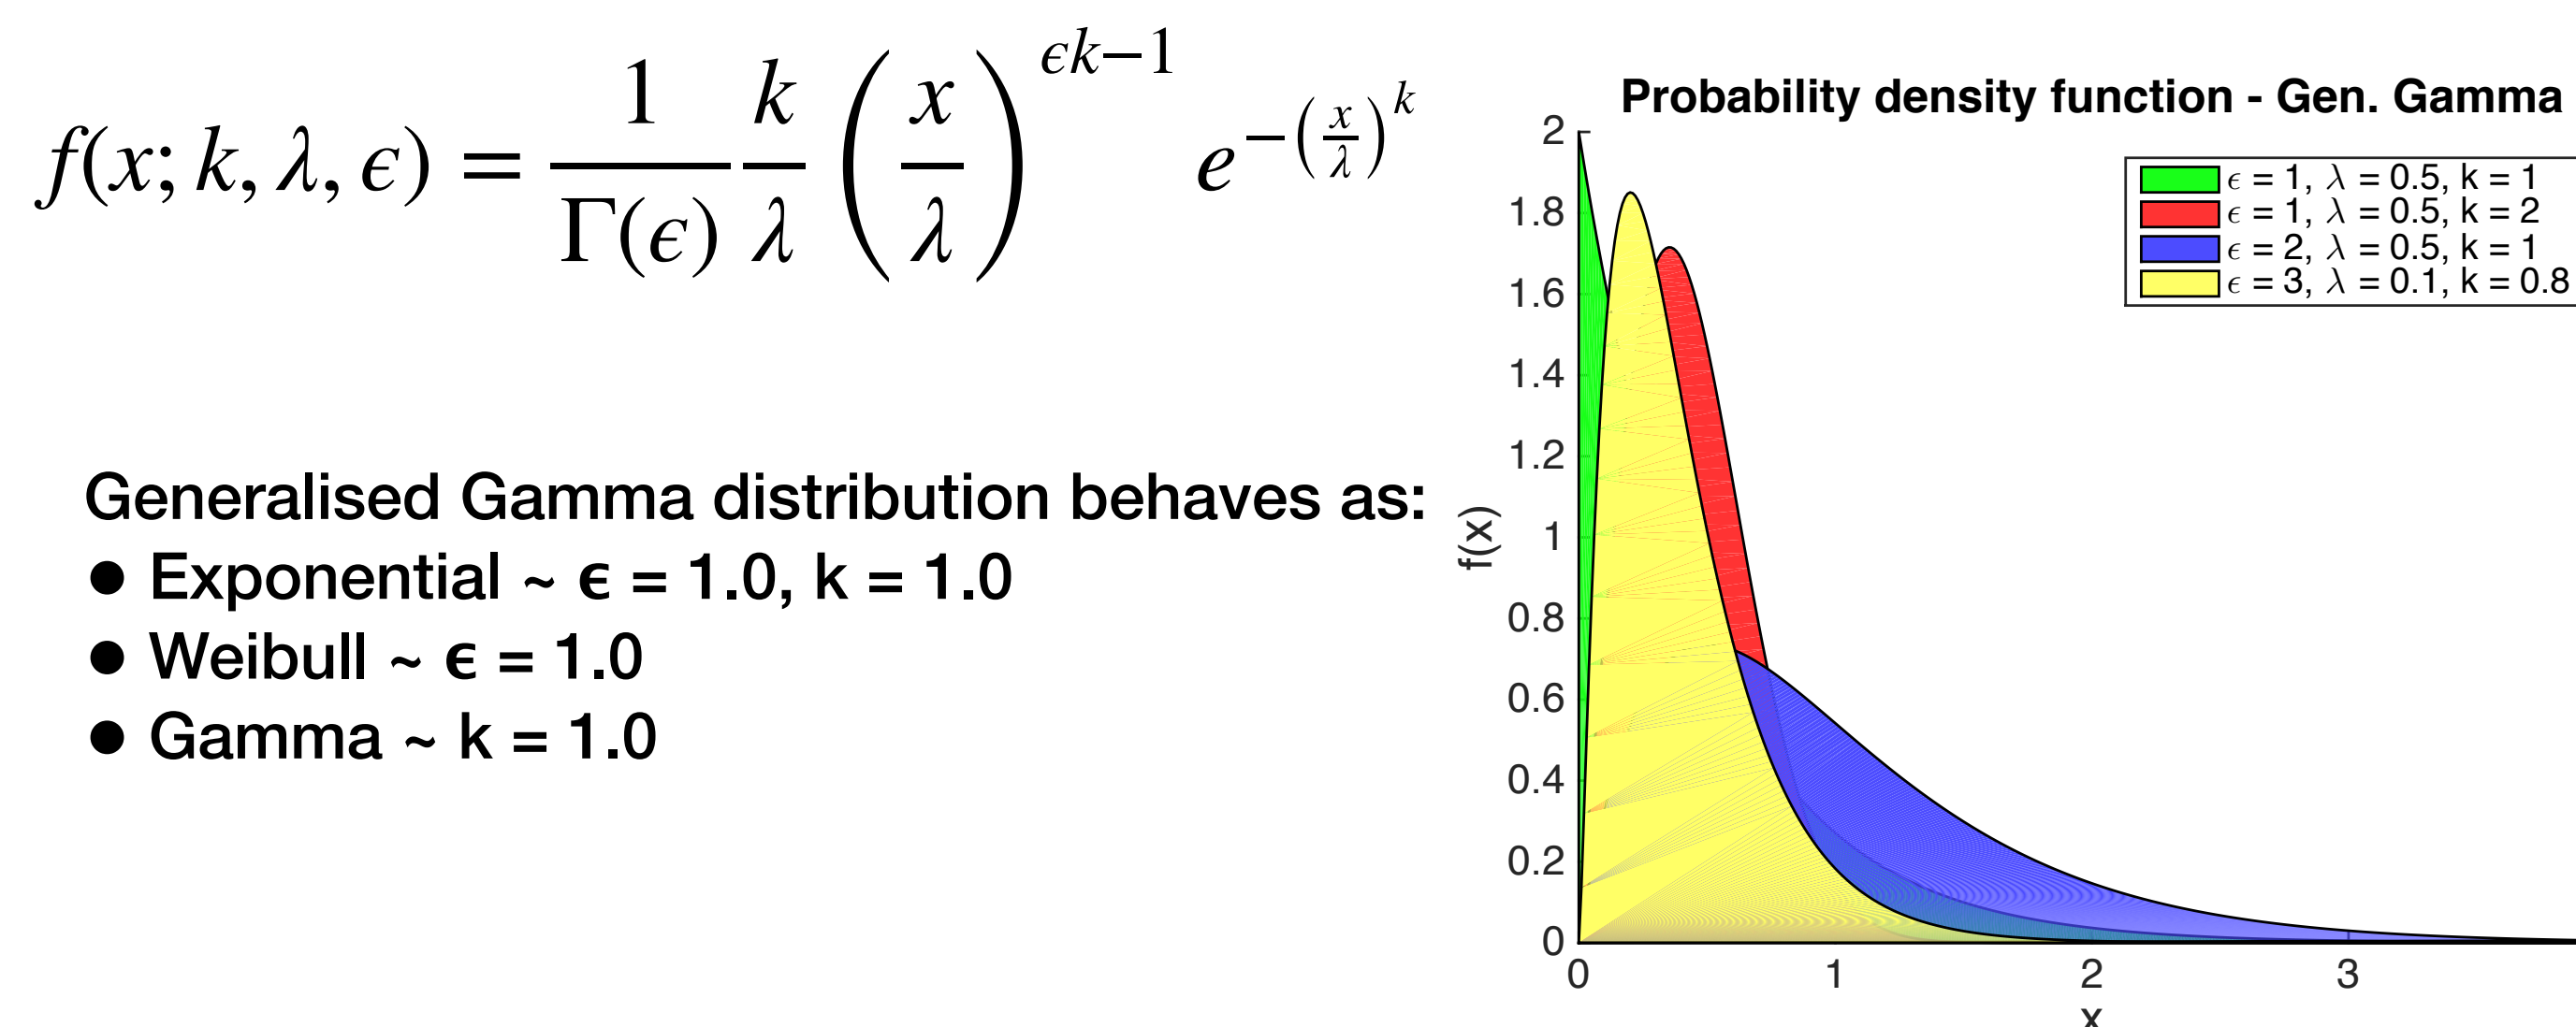 f(x; k, λ, ϵ) = 1/Γ(ϵ) k/λ (x/λ)^(ϵk−1) e^(−(x/λ)^k)
Generalised Gamma distribution behaves as:
● Exponential ~ ϵ = 1.0, k = 1.0
● Weibull ~ ϵ = 1.0
● Gamma ~ k = 1.0
Probability density function - Gen. Gamma
ϵ = 1, λ = 0.5, k = 1
ϵ = 1, λ = 0.5, k = 2
ϵ = 2, λ = 0.5, k = 1
ϵ = 3, λ = 0.1, k = 0.8
f(x)
2
1.8
1.6
1.4
1.2
1
0.8
0.6
0.4
0.2
0
0 1 2 3
x